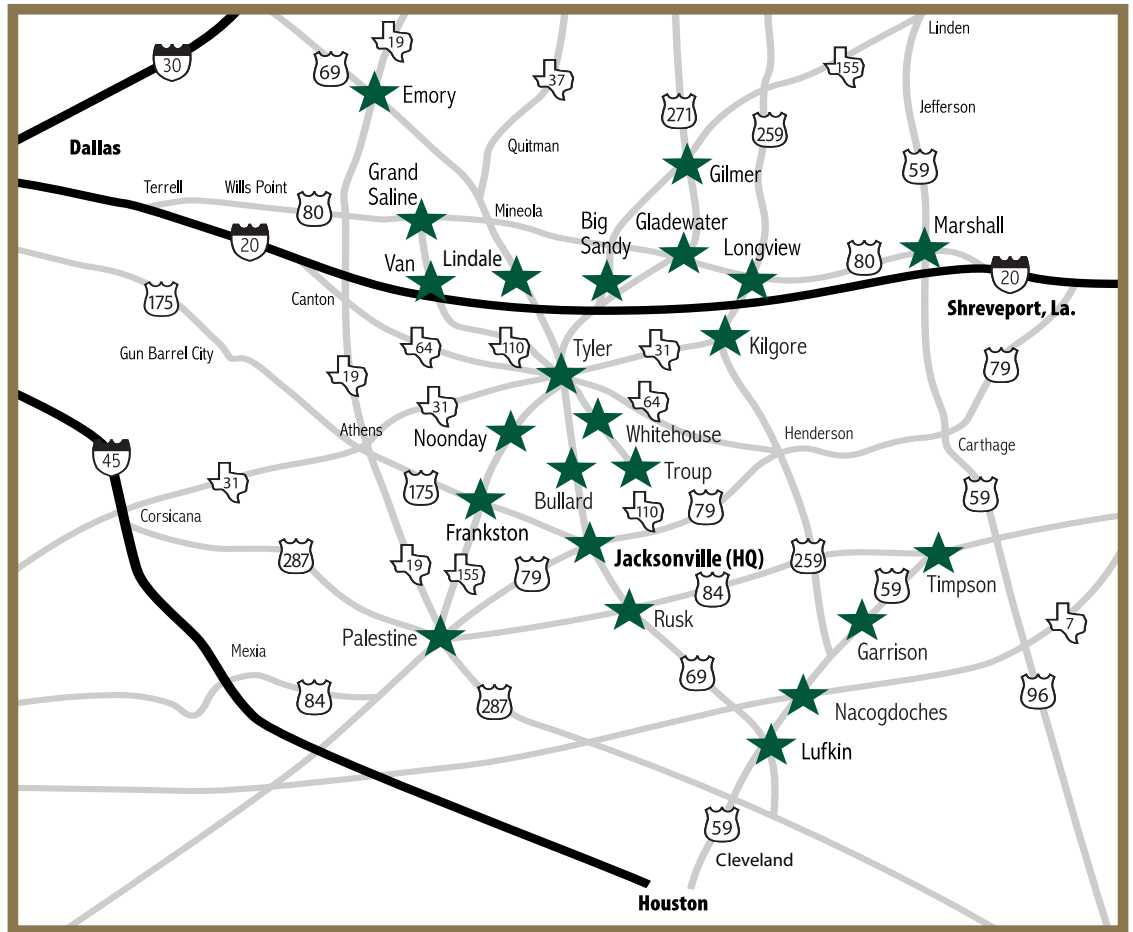 19
Linden
30
69
155
37
Emory
271
Jefferson
259
Dallas
Quitman
Grand
Saline
Gilmer
59
Terrell
Wills Point
80
Mineola
Big
Sandy
Gladewater
Longview
Marshall
20
Van
Lindale
80
20
175
Canton
Shreveport, La.
Gun Barrel City
64
110
Tyler
31
Kilgore
79
19
31
64
Athens
Noonday
Whitehouse
Henderson
Carthage
45
31
175
Bullard
Troup
59
Corsicana
Frankston
110
79
287
19
155
79
Jacksonville (HQ)
259
84
59
Timpson
Palestine
Rusk
7
Mexia
Garrison
84
287
69
96
Nacogdoches
Lufkin
59
Cleveland
Houston